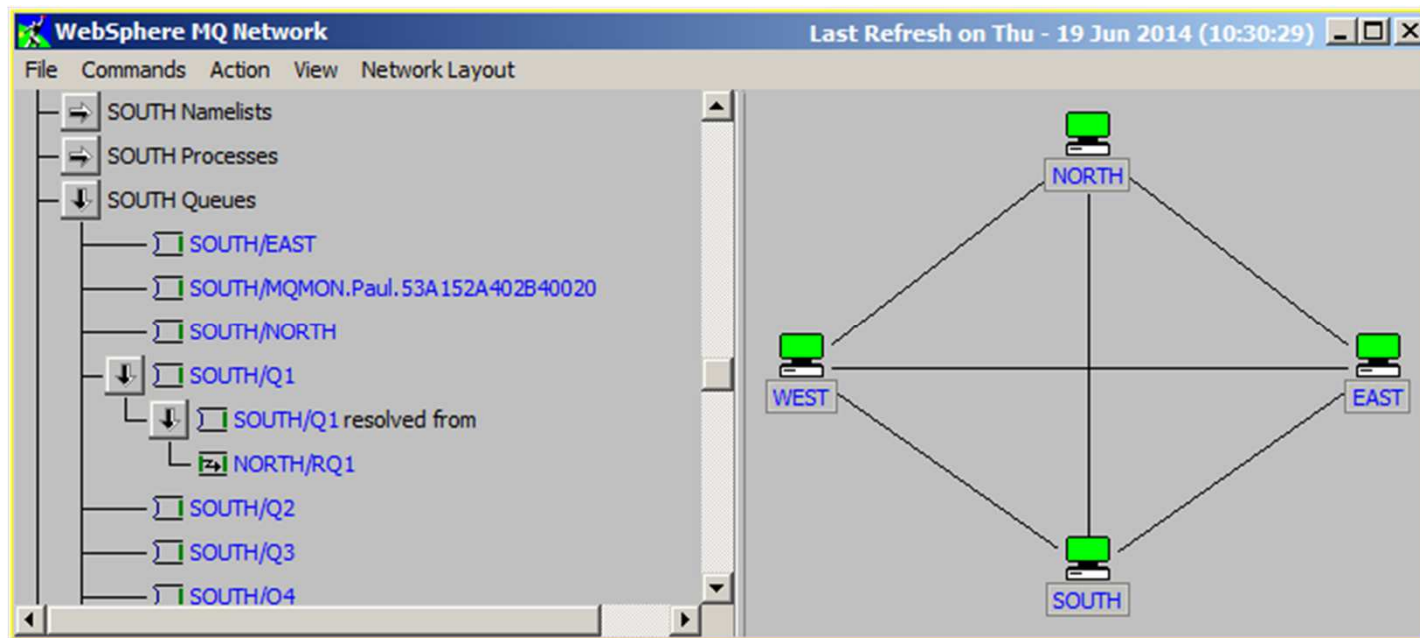 WebSphere MQ Network
Last Refresh on Thu - 19 Jun 2014 (10:30:29)
File Commands Action View Network Layout
SOUTH Namelists
SOUTH Processes
SOUTH Queues
SOUTH/EAST
SOUTH/MQMON.Paul.53A152A402B40020
SOUTH/NORTH
SOUTH/Q1
SOUTH/Q1 resolved from
NORTH/RQ1
SOUTH/Q2
SOUTH/Q3
SOUTH/Q4
NORTH
WEST
EAST
SOUTH